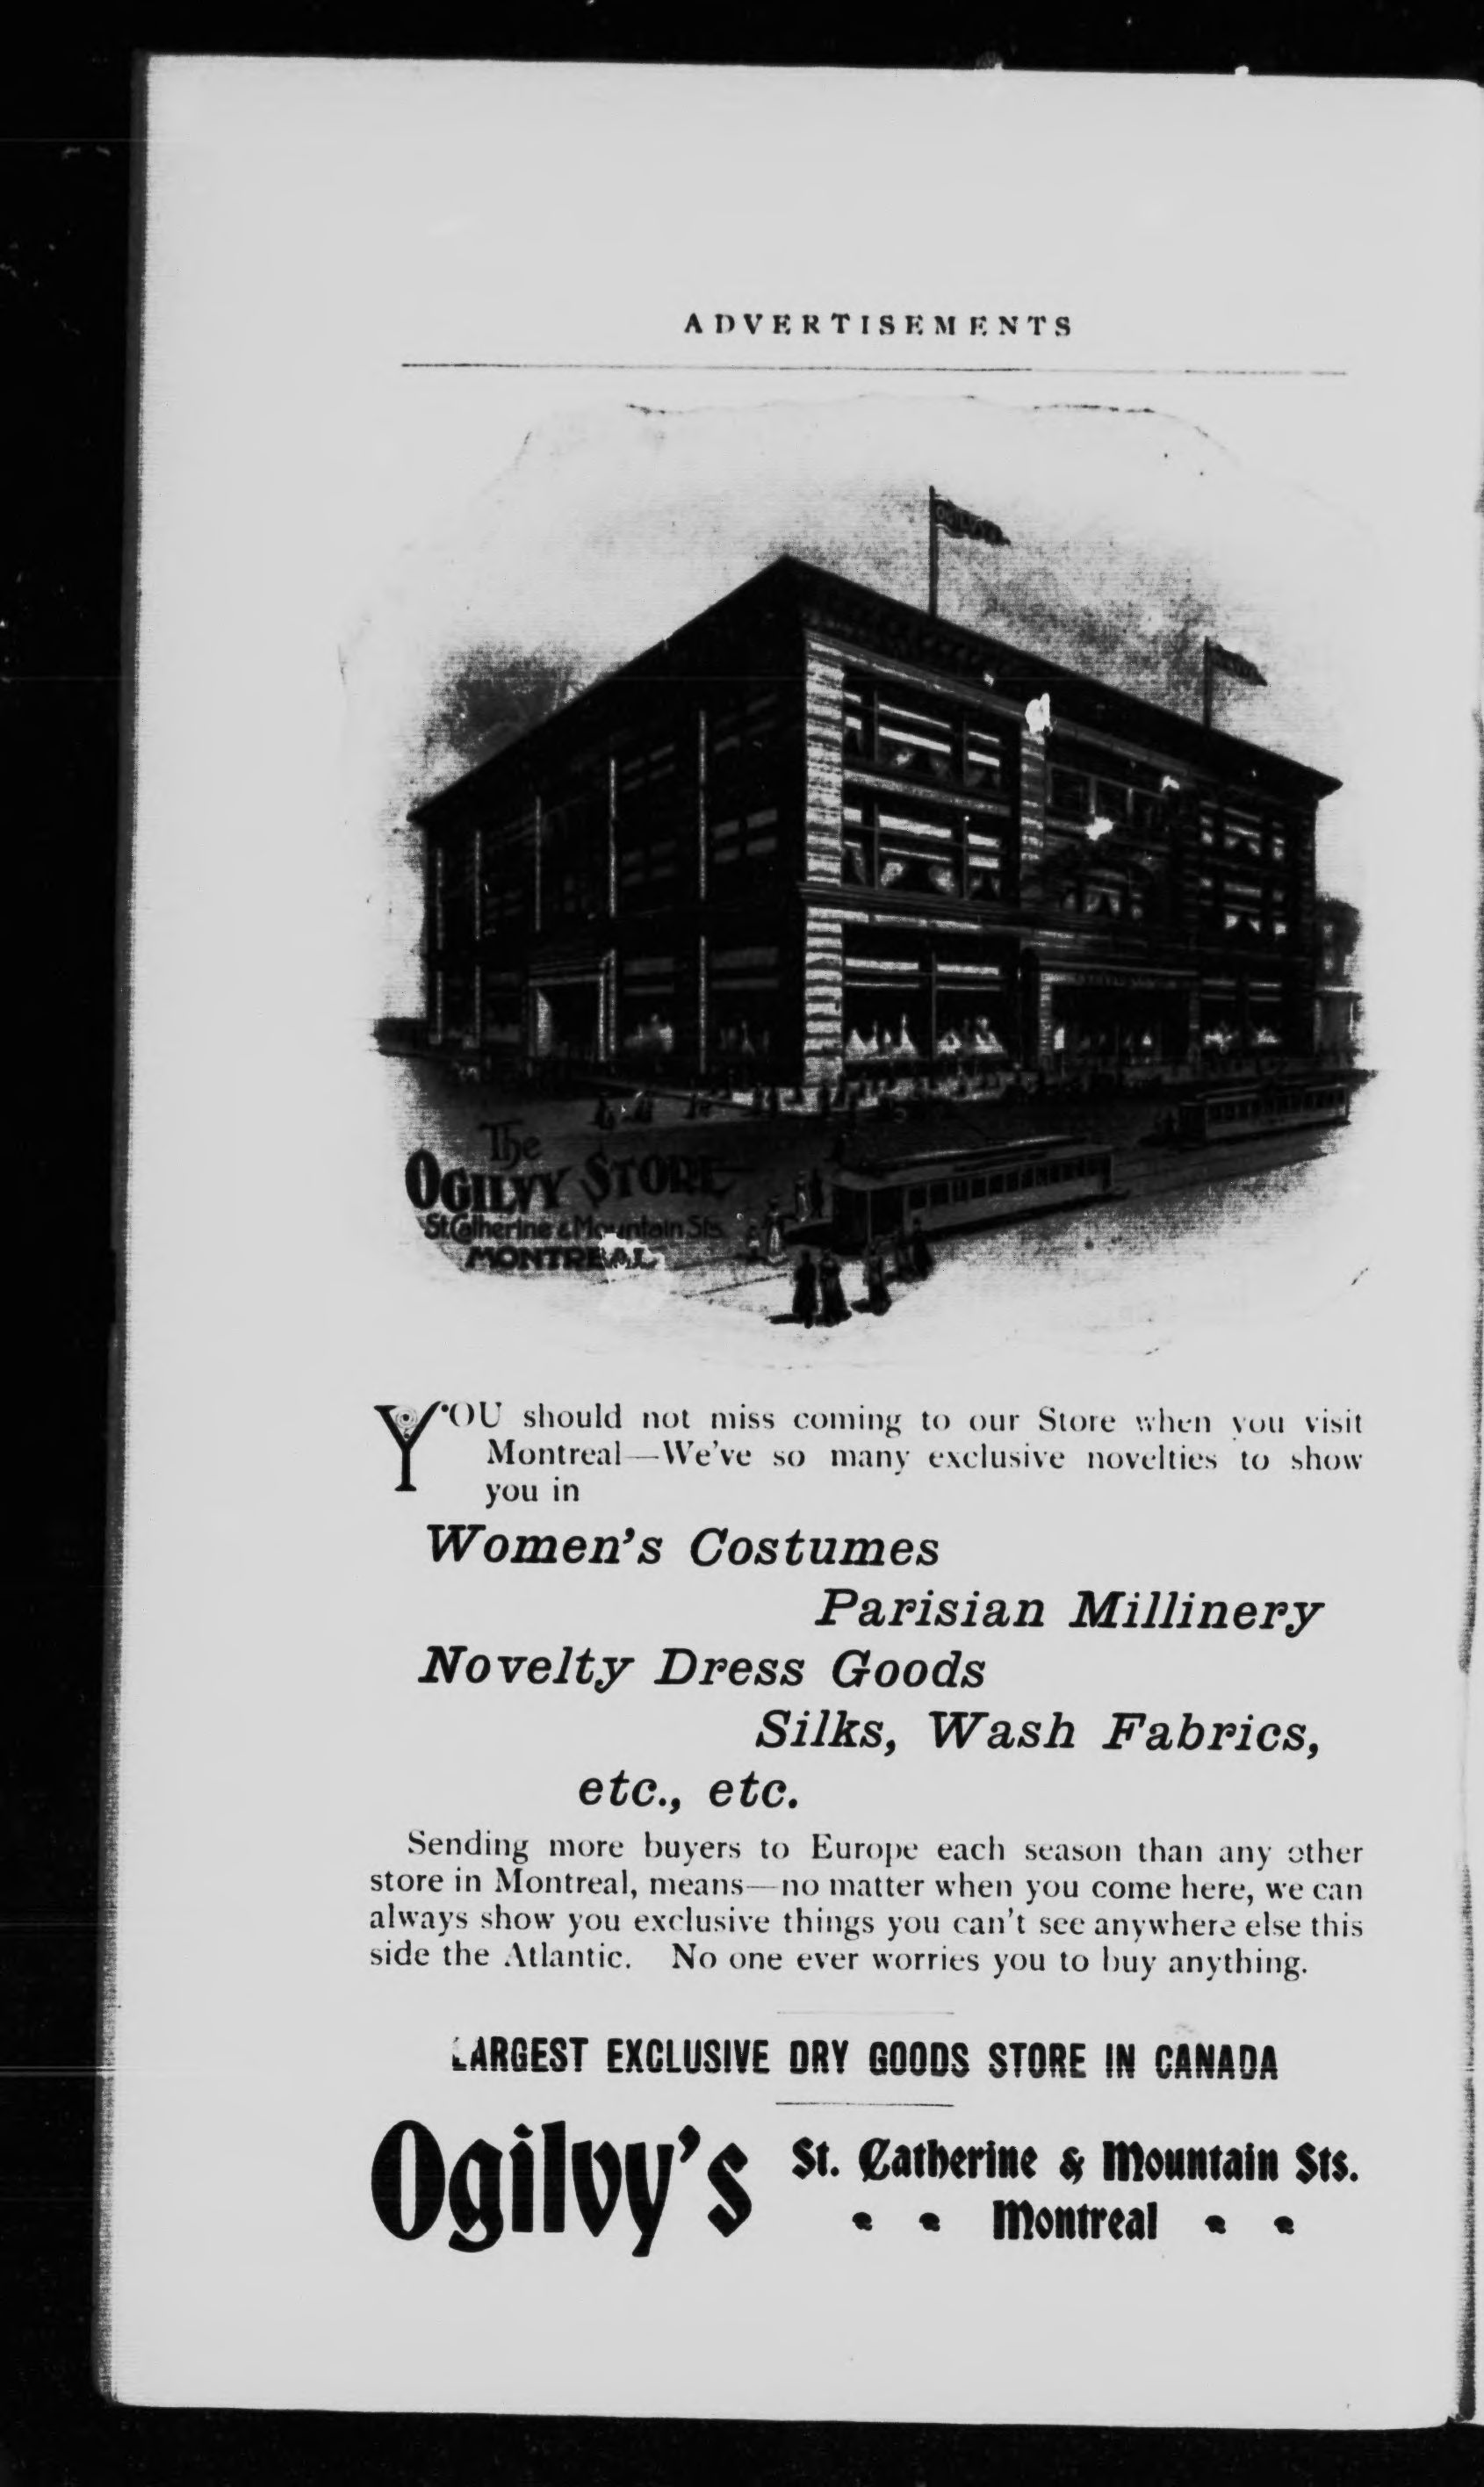 ADVERTISEMENTS
OGILVY'S
The
OGILVY STORE
St Catherine & Mountain Sts
MONTREAL
YOU should not miss coming to our Store when you visit
Montreal—We've so many exclusive novelties to show
you in
Women's Costumes
Parisian Millinery
Novelty Dress Goods
Silks, Wash Fabrics,
etc., etc.
Sending more buyers to Europe each season than any other
store in Montreal, means—no matter when you come here, we can
always show you exclusive things you can't see anywhere else this
side the Atlantic. No one ever worries you to buy anything.
LARGEST EXCLUSIVE DRY GOODS STORE IN CANADA
Ogilvy's St. Catherine & Mountain Sts.
Montreal